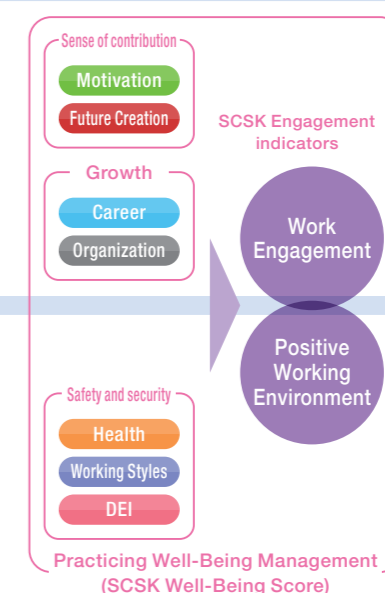 Sense of contribution
Motivation
Future Creation
Growth
Career
Organization
Safety and security
Health
Working Styles
DEI
SCSK Engagement
indicators
Work
Engagement
Positive
Working
Environment
Practicing Well-Being Management
(SCSK Well-Being Score)